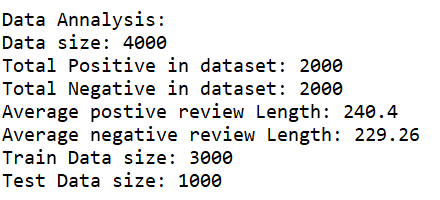 Data Annalysis:
Data size: 4000
Total Positive in dataset: 2000
Total Negative in dataset: 2000
Average postive review Length: 240.4
Average negative review Length: 229.26
Train Data size: 3000
Test Data size: 1000